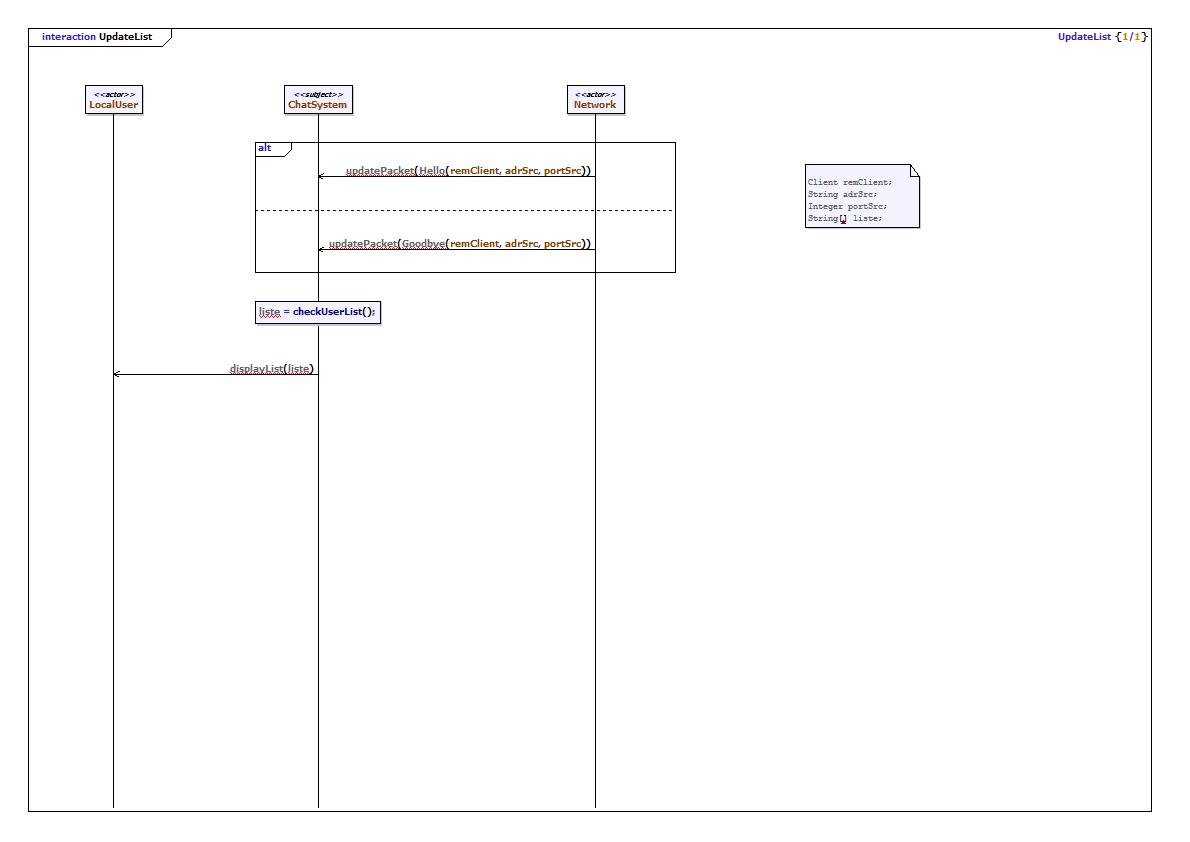 interaction UpdateList
UpdateList {1/1}
<<actor>>
LocalUser
<<subject>>
ChatSystem
<<actor>>
Network
alt
updatePacket(Hello(remClient, adrSrc, portSrc))
Client remClient;
String adrSrc;
Integer portSrc;
String[] liste;
updatePacket(Goodbye(remClient, adrSrc, portSrc))
liste = checkUserList();
displayList(liste)